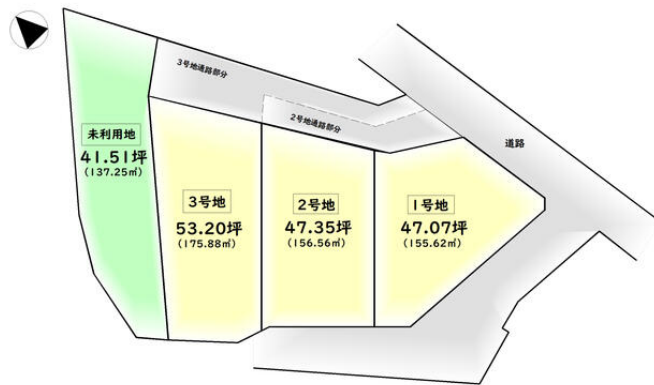 3号地通路部分
2号地通路部分
道路
未利用地
41.51坪
(137.25㎡)
3号地
53.20坪
(175.88㎡)
2号地
47.35坪
(156.56㎡)
1号地
47.07坪
(155.62㎡)